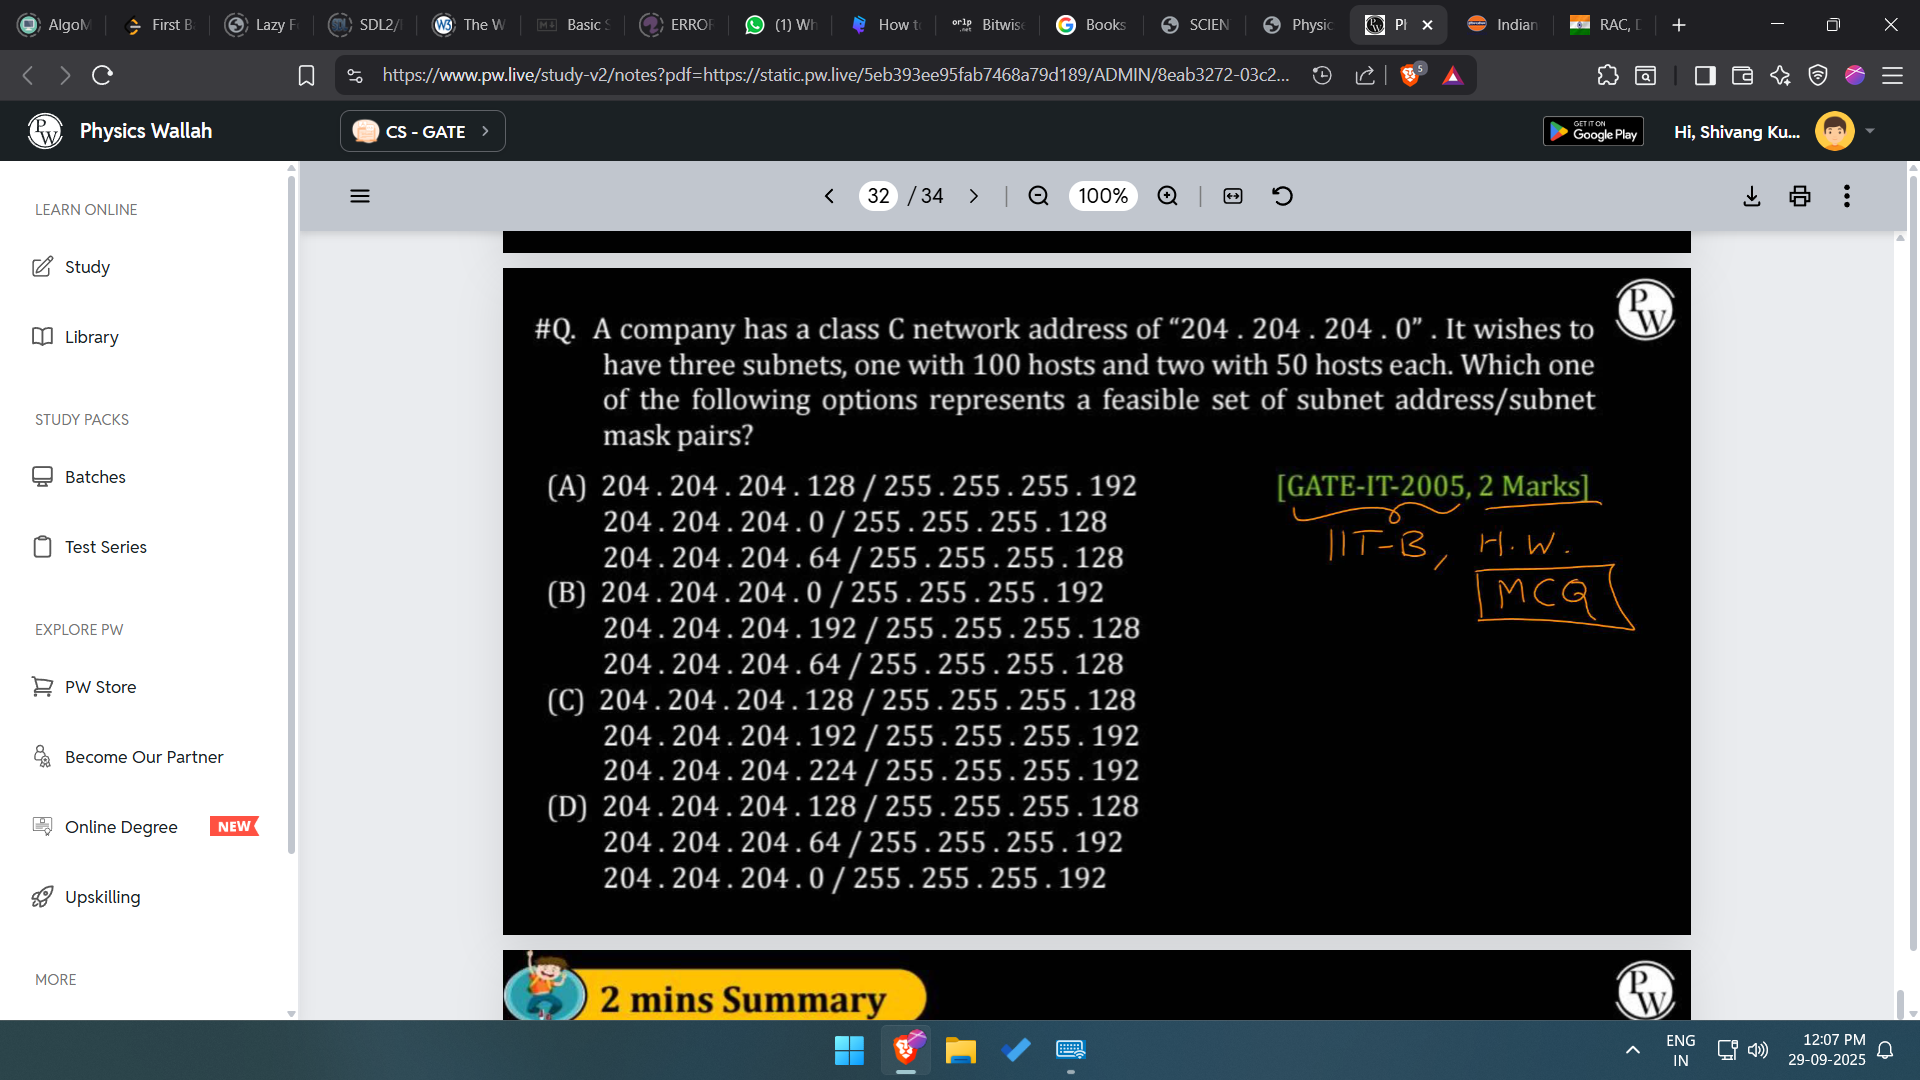 AlgoM
First B
Lazy F
SDL2/
The W
Basic S
ERROR
(1) Wh
How t
Bitwise
Books
SCIEN
Physic
Ph
Indian
RAC, D
https://www.pw.live/study-v2/notes?pdf=https://static.pw.live/5eb393ee95fab7468a79d189/ADMIN/8eab3272-03c2...
5
Physics Wallah
CS - GATE
GET IT ON
Google Play
Hi, Shivang Ku...
LEARN ONLINE
Study
Library
STUDY PACKS
Batches
Test Series
EXPLORE PW
PW Store
Become Our Partner
Online Degree NEW
Upskilling
MORE
32 / 34
100%
PW
#Q. A company has a class C network address of “204 . 204 . 204 . 0” . It wishes to
have three subnets, one with 100 hosts and two with 50 hosts each. Which one
of the following options represents a feasible set of subnet address/subnet
mask pairs?
(A) 204 . 204 . 204 . 128 / 255 . 255 . 255 . 192
[GATE-IT-2005, 2 Marks]
204 . 204 . 204 . 0 / 255 . 255 . 255 . 128
IIT-B, H.W.
204 . 204 . 204 . 64 / 255 . 255 . 255 . 128
(B) 204 . 204 . 204 . 0 / 255 . 255 . 255 . 192
MCQ
204 . 204 . 204 . 192 / 255 . 255 . 255 . 128
204 . 204 . 204 . 64 / 255 . 255 . 255 . 128
(C) 204 . 204 . 204 . 128 / 255 . 255 . 255 . 128
204 . 204 . 204 . 192 / 255 . 255 . 255 . 192
204 . 204 . 204 . 224 / 255 . 255 . 255 . 192
(D) 204 . 204 . 204 . 128 / 255 . 255 . 255 . 128
204 . 204 . 204 . 64 / 255 . 255 . 255 . 192
204 . 204 . 204 . 0 / 255 . 255 . 255 . 192
2 mins Summary
PW
ENG
IN
12:07 PM
29-09-2025